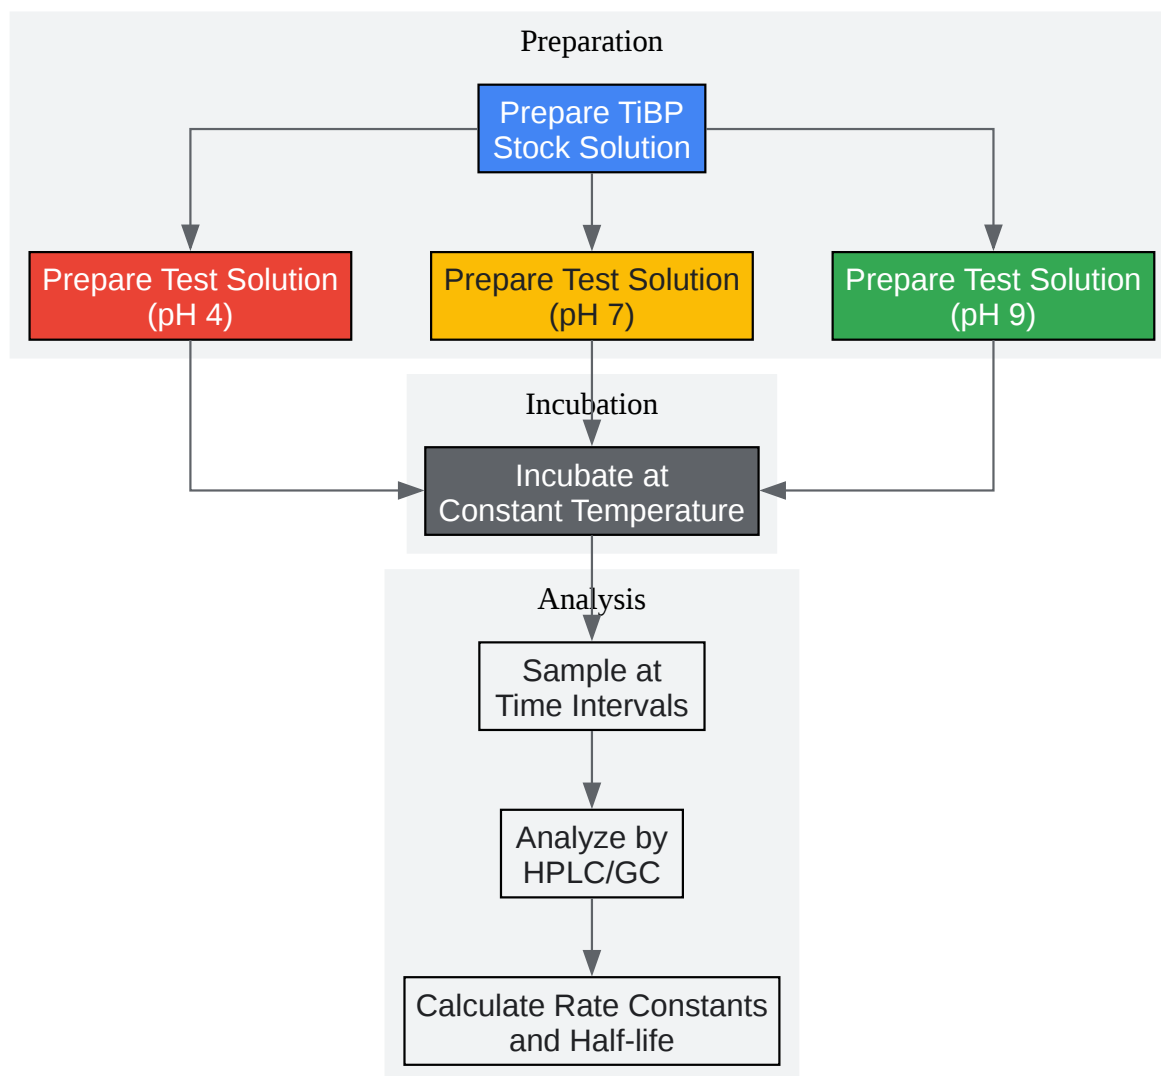 Preparation
Prepare TiBP
Stock Solution
Prepare Test Solution
(pH 4)
Prepare Test Solution
(pH 7)
Prepare Test Solution
(pH 9)
Incubation
Incubate at
Constant Temperature
Analysis
Sample at
Time Intervals
Analyze by
HPLC/GC
Calculate Rate Constants
and Half-life